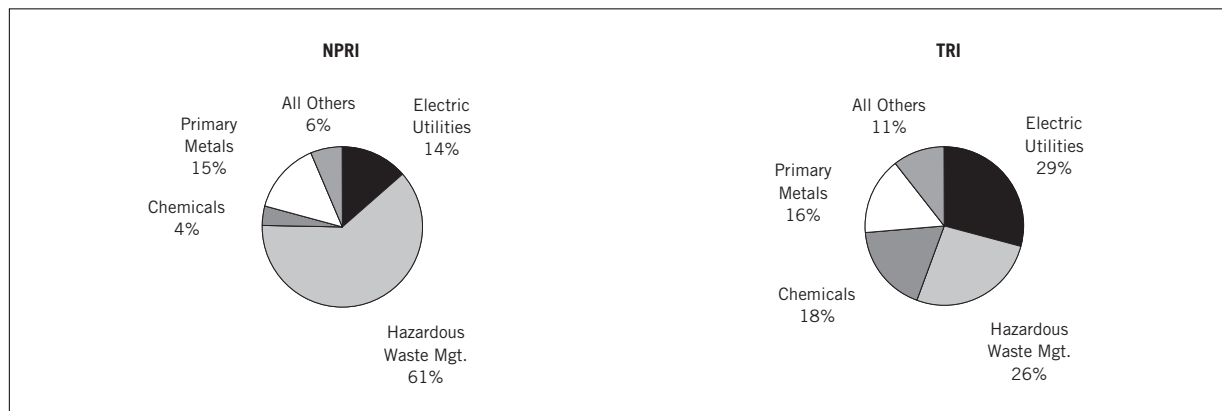 NPRI
All Others
6%
Electric
Utilities
14%
Primary
Metals
15%
Chemicals
4%
Hazardous
Waste Mgt.
61%
TRI
All Others
11%
Electric
Utilities
29%
Primary
Metals
16%
Chemicals
18%
Hazardous
Waste Mgt.
26%